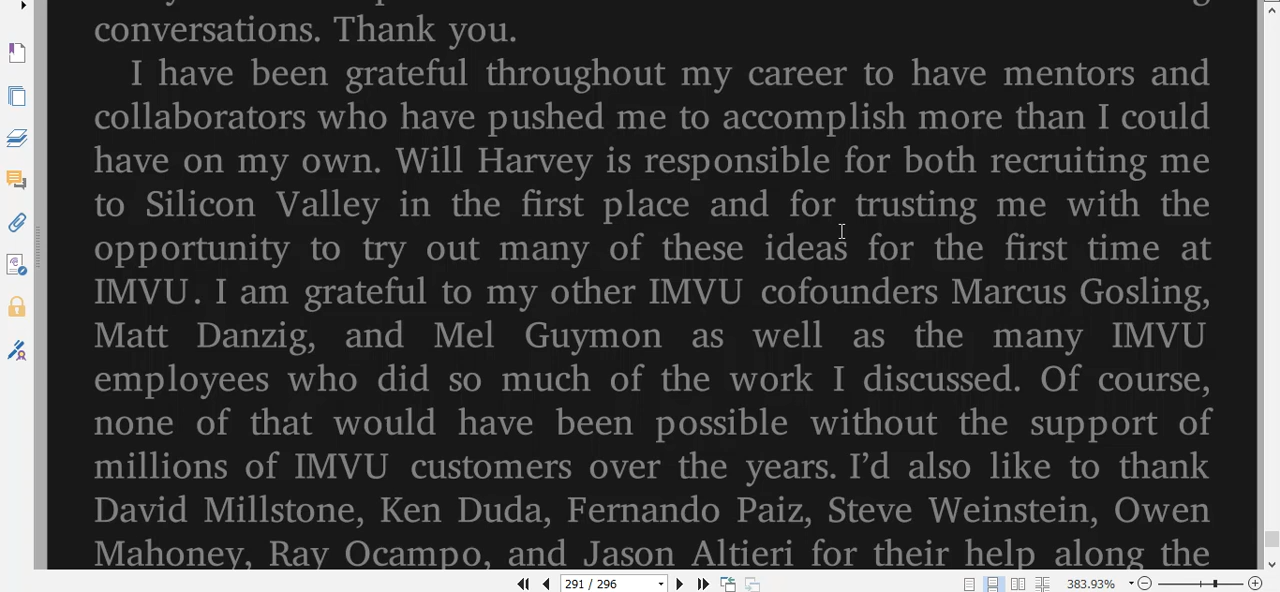 conversations. Thank you.
I have been grateful throughout my career to have mentors and
collaborators who have pushed me to accomplish more than I could
have on my own. Will Harvey is responsible for both recruiting me
to Silicon Valley in the first place and for trusting me with the
opportunity to try out many of these ideas for the first time at
IMVU. I am grateful to my other IMVU cofounders Marcus Gosling,
Matt Danzig, and Mel Guymon as well as the many IMVU
employees who did so much of the work I discussed. Of course,
none of that would have been possible without the support of
millions of IMVU customers over the years. I’d also like to thank
David Millstone, Ken Duda, Fernando Paiz, Steve Weinstein, Owen
Mahoney, Ray Ocampo, and Jason Altieri for their help along the
291 / 296
383.93%